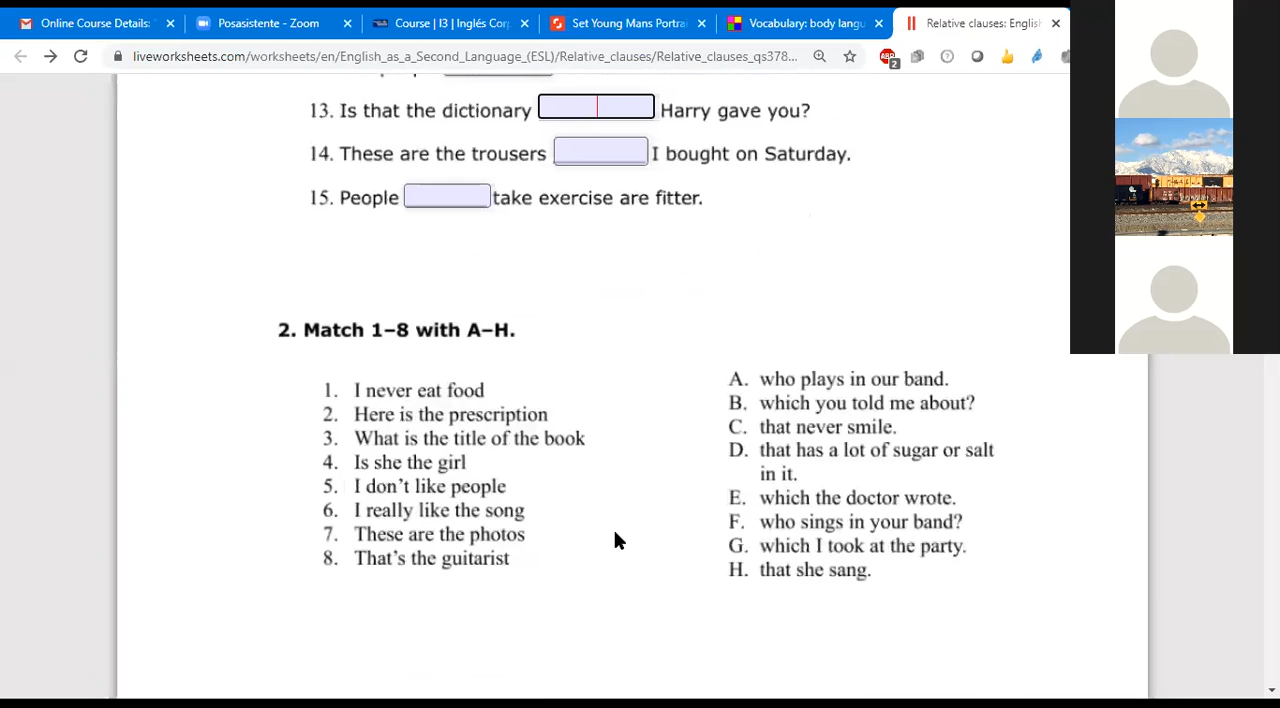 Online Course Details:
Posasistente - Zoom
Course | I3 | Inglés Cor
Set Young Mans Portra
Vocabulary: body lang
Relative clauses: English
liveworksheets.com/worksheets/en/English_as_a_Second_Language_(ESL)/Relative_clauses/Relative_clauses_qs378...
2
13. Is that the dictionary Harry gave you?
14. These are the trousers I bought on Saturday.
15. People take exercise are fitter.
2. Match 1–8 with A–H.
1. I never eat food
2. Here is the prescription
3. What is the title of the book
4. Is she the girl
5. I don't like people
6. I really like the song
7. These are the photos
8. That's the guitarist
A. who plays in our band.
B. which you told me about?
C. that never smile.
D. that has a lot of sugar or salt
in it.
E. which the doctor wrote.
F. who sings in your band?
G. which I took at the party.
H. that she sang.